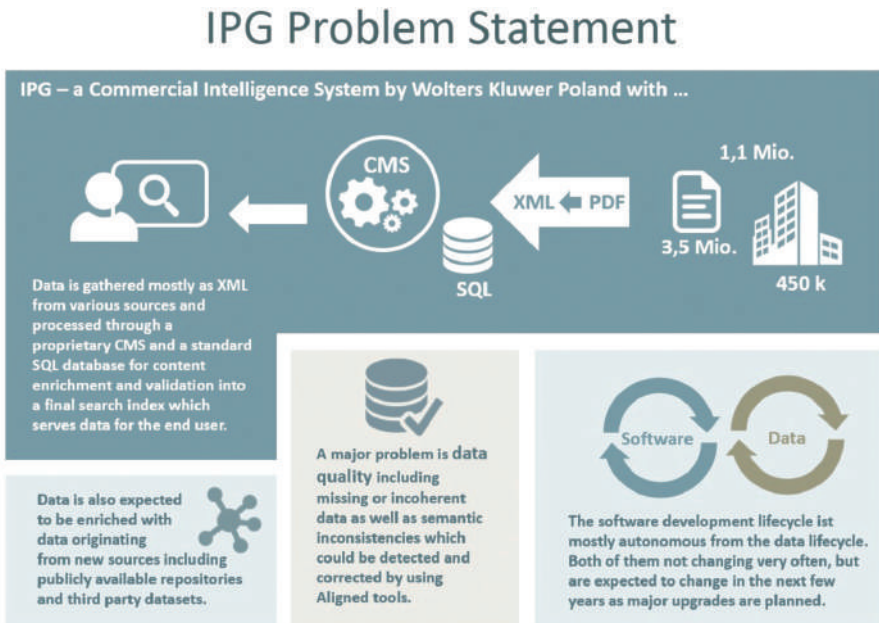 IPG Problem Statement
IPG – a Commercial Intelligence System by Wolters Kluwer Poland with ...
CMS
SQL
XML
PDF
1,1 Mio.
3,5 Mio.
450 k
Data is gathered mostly as XML
from various sources and
processed through a
proprietary CMS and a standard
SQL database for content
enrichment and validation into
a final search index which
serves data for the end user.
Data is also expected
to be enriched with
data originating
from new sources including
publicly available repositories
and third party datasets.
A major problem is data
quality including
missing or incoherent
data as well as semantic
inconsistencies which
could be detected and
corrected by using
Aligned tools.
Software
Data
The software development lifecycle ist
mostly autonomous from the data lifecycle.
Both of them not changing very often, but
are expected to change in the next few
years as major upgrades are planned.